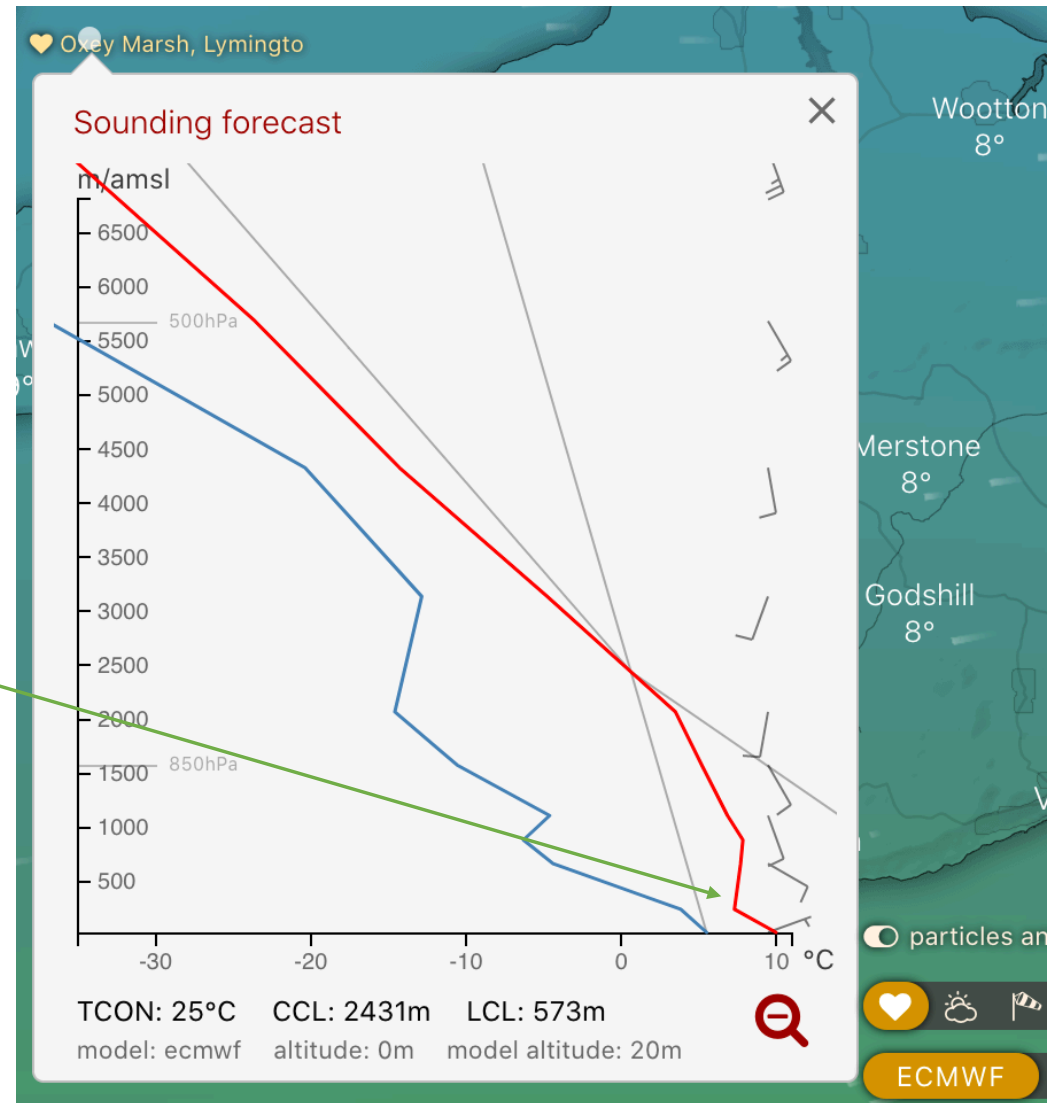 Oxey Marsh, Lymingto
Sounding forecast
Wootton
8°
m/amsl
6500
6000
500hPa
5500
5000
4500
4000
3500
3000
2500
2000
850hPa
1500
1000
500
-30 -20 -10 0 10 °C
Merstone
8°
Godshill
8°
particles an
TCON: 25°C CCL: 2431m LCL: 573m
model: ecmwf altitude: 0m model altitude: 20m
ECMWF